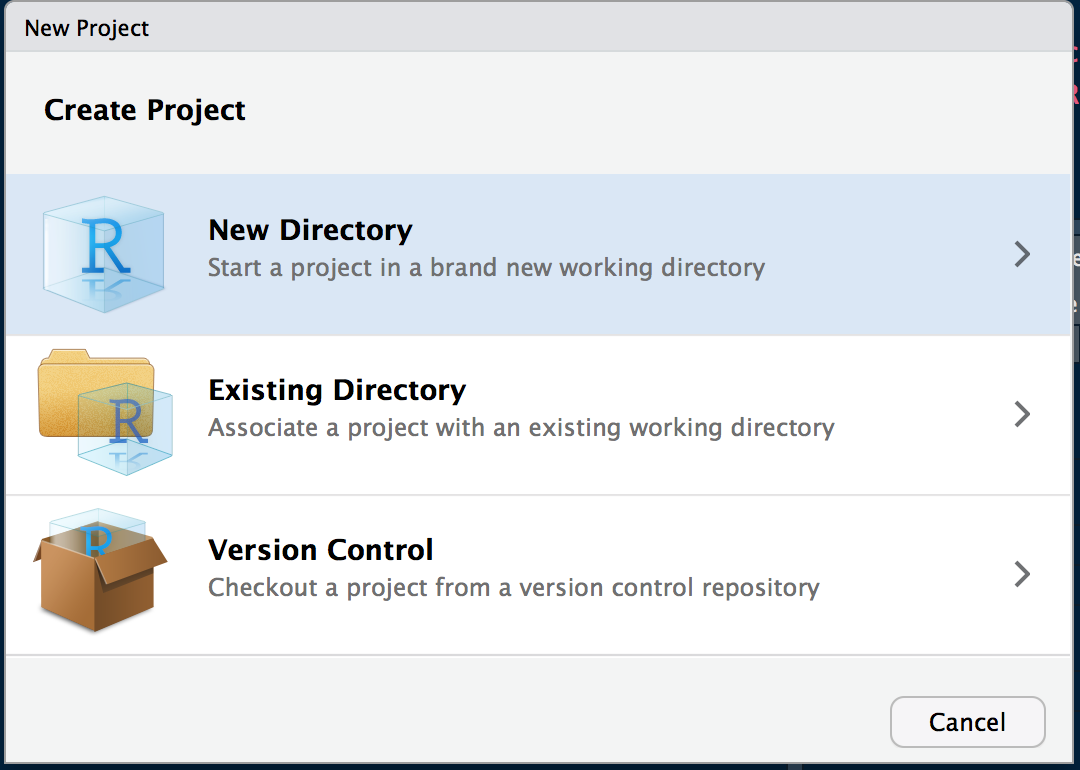 New Project
Create Project
R
New Directory
Start a project in a brand new working directory
R
Existing Directory
Associate a project with an existing working directory
R
Version Control
Checkout a project from a version control repository
Cancel